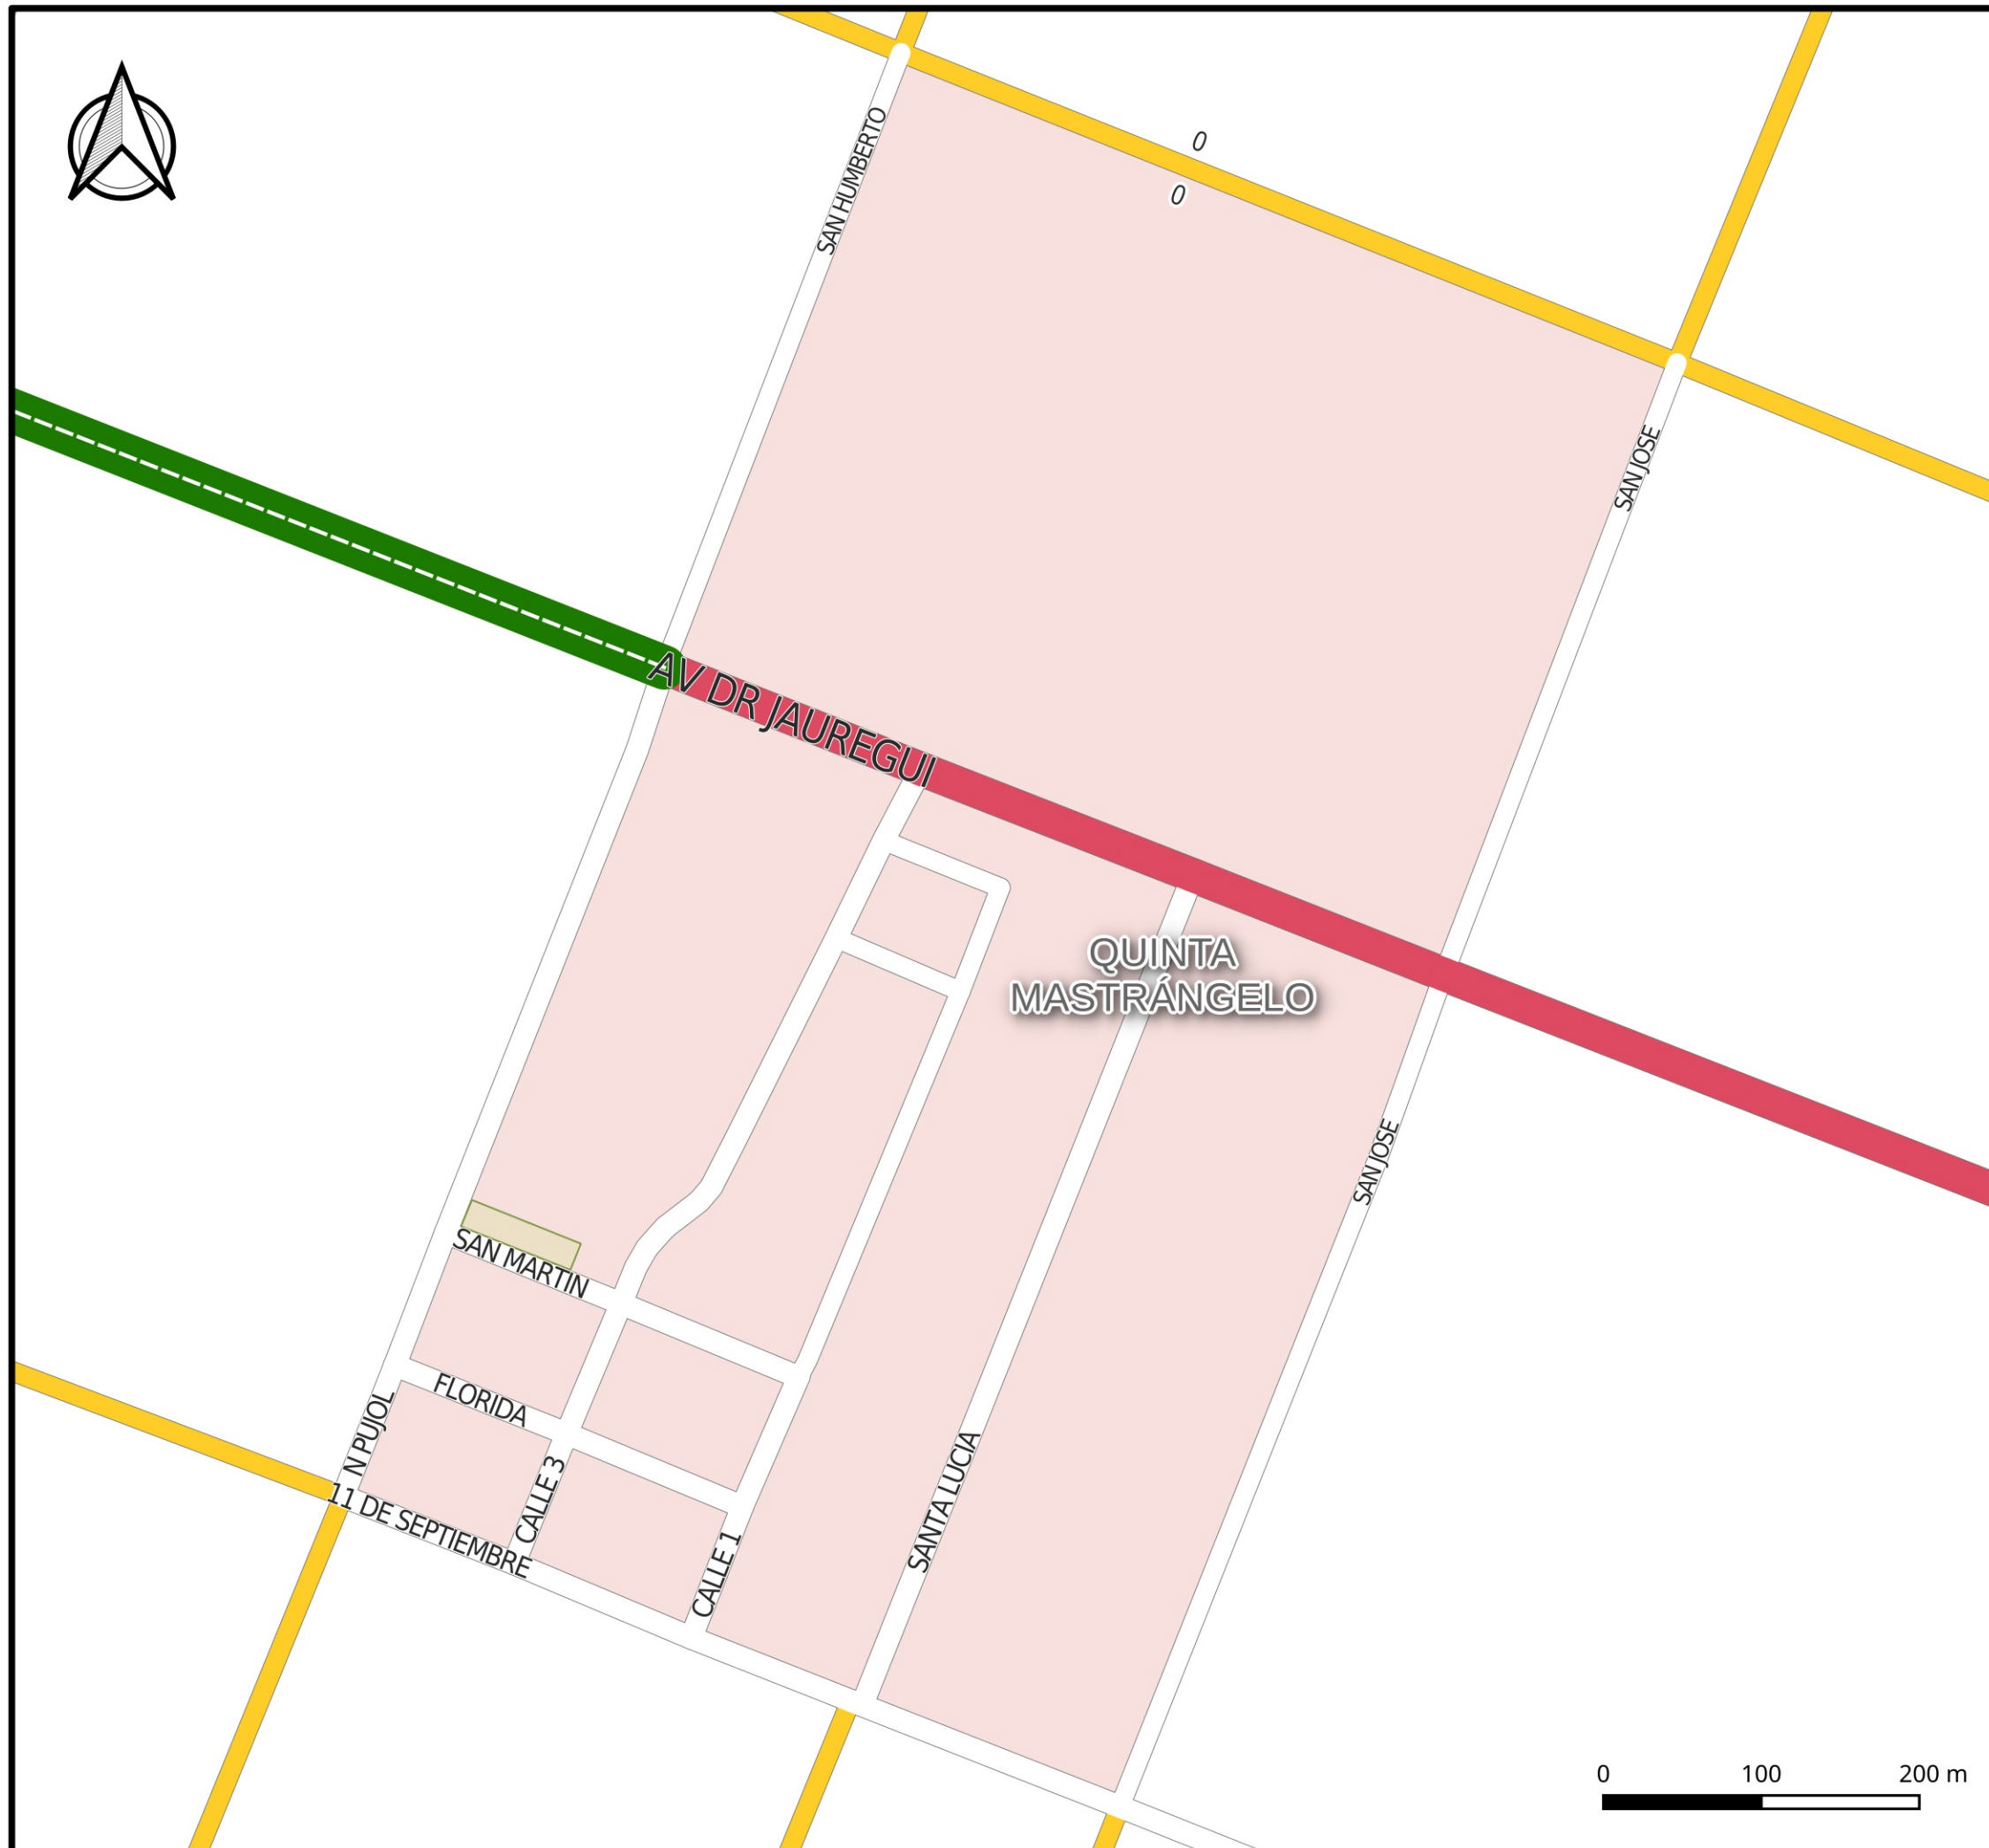 0
0
SAN HUMBERTO
SAN JOSE
AV DR JAUREGUI
QUINTA
MASTRÁNGELO
SAN JOSE
SAN MARTIN
FLORIDA
N PUJOL
CALLE 3
SANTA LUCIA
11 DE SEPTIEMBRE
CALLE 1
0 100 200 m